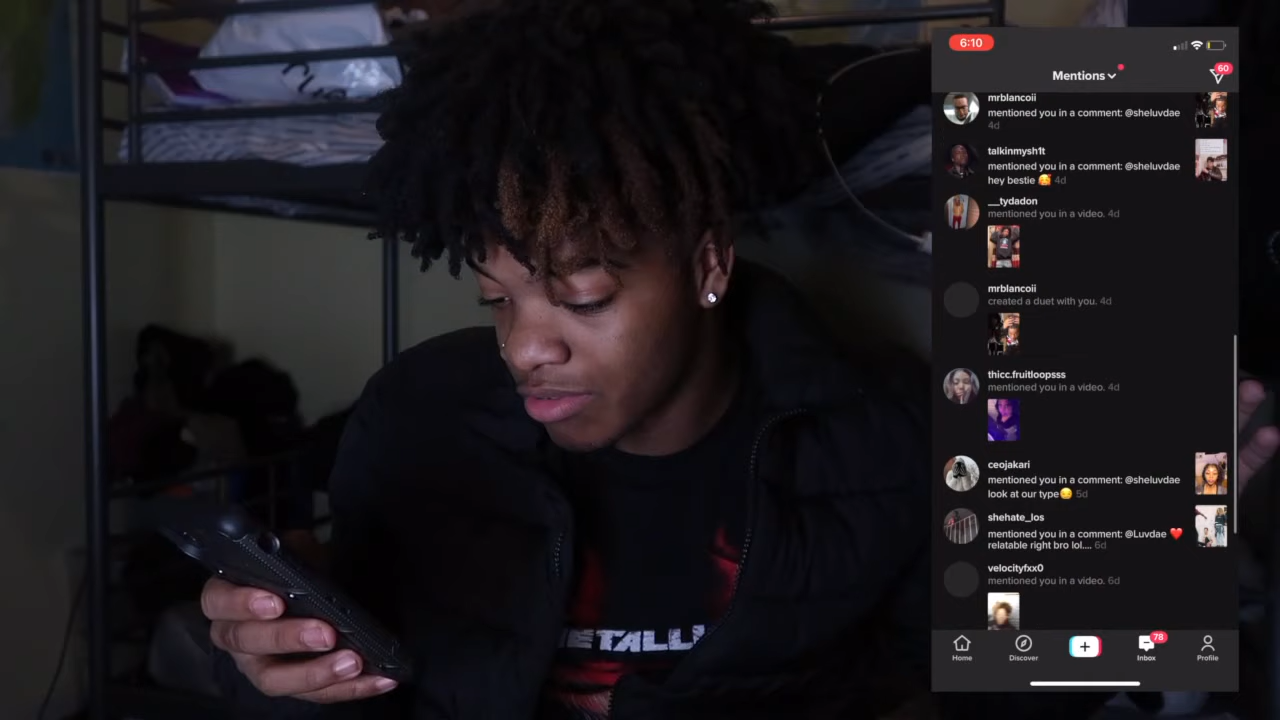 6:10
Mentions
60
mrblancoii
mentioned you in a comment: @sheluvdae
4d
talkinmysh1t
mentioned you in a comment: @sheluvdae
hey bestie 🥰 4d
__tydadon
mentioned you in a video. 4d
mrblancoii
created a duet with you. 4d
thicc.fruitloopsss
mentioned you in a video. 4d
ceojakari
mentioned you in a comment: @sheluvdae
look at our type😏 5d
shehate_los
mentioned you in a comment: @Luvdae ❤️
relatable right bro lol.... 6d
velocityfxx0
mentioned you in a video. 6d
78
Home
Discover
Inbox
Profile
METALLI